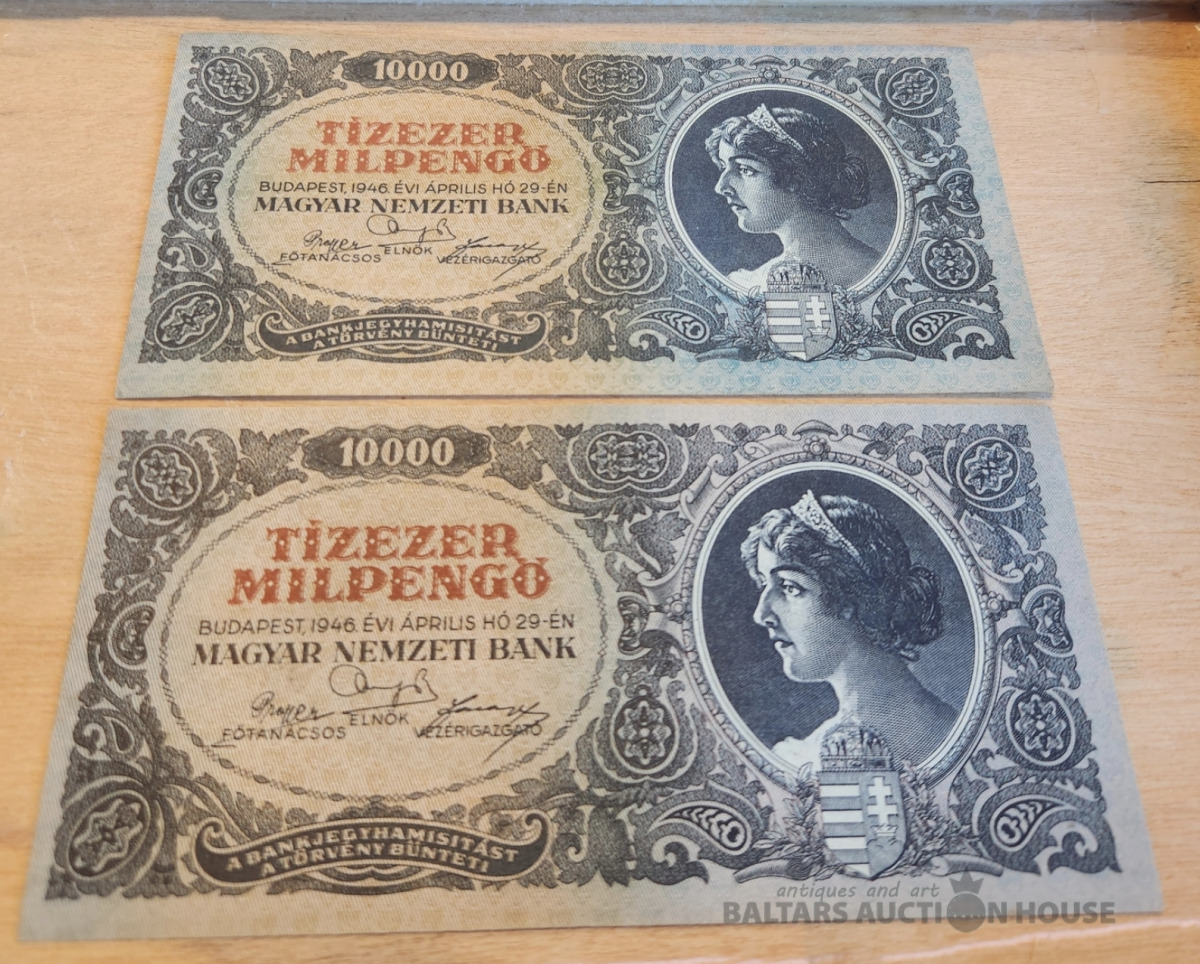 10000
TÍZEZER
MILPENGŐ
BUDAPEST, 1946. ÉVI ÁPRILIS HÓ 29-ÉN
MAGYAR NEMZETI BANK
ELNÖK
FŐTANÁCSOS VEZÉRIGAZGATÓ
A BANKJEGYHAMISITÁST
A TÖRVÉNY BÜNTETI
10000
TÍZEZER
MILPENGŐ
BUDAPEST, 1946. ÉVI ÁPRILIS HÓ 29-ÉN
MAGYAR NEMZETI BANK
ELNÖK
FŐTANÁCSOS VEZÉRIGAZGATÓ
A BANKJEGYHAMISITÁST
A TÖRVÉNY BÜNTETI
antiques and art
BALTARS AUCTION HOUSE